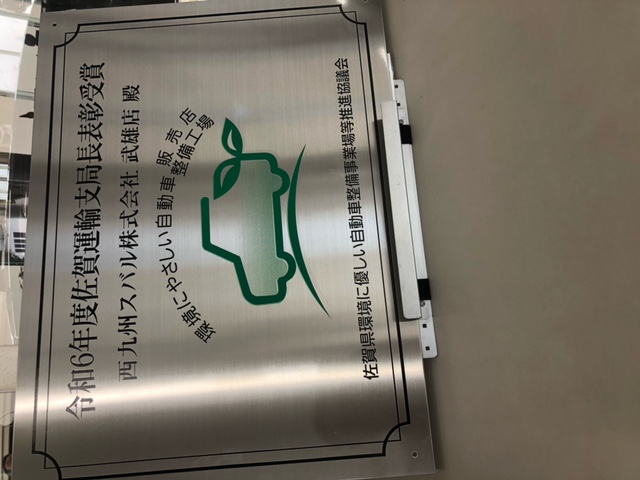 令和6年度佐賀運輸支局長表彰受賞
西九州スバル株式会社 武雄店 殿
環境にやさしい自動車 販売店
整備工場
佐賀県環境に優しい自動車整備事業場等推進協議会